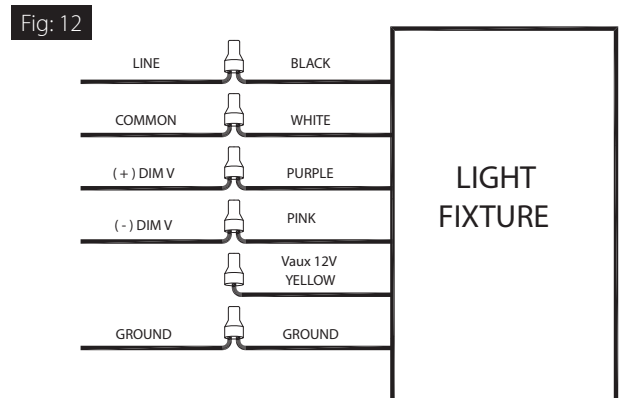 Fig: 12
LINE BLACK
COMMON WHITE
( + ) DIM V PURPLE
( - ) DIM V PINK
Vaux 12V
YELLOW
GROUND GROUND
LIGHT
FIXTURE